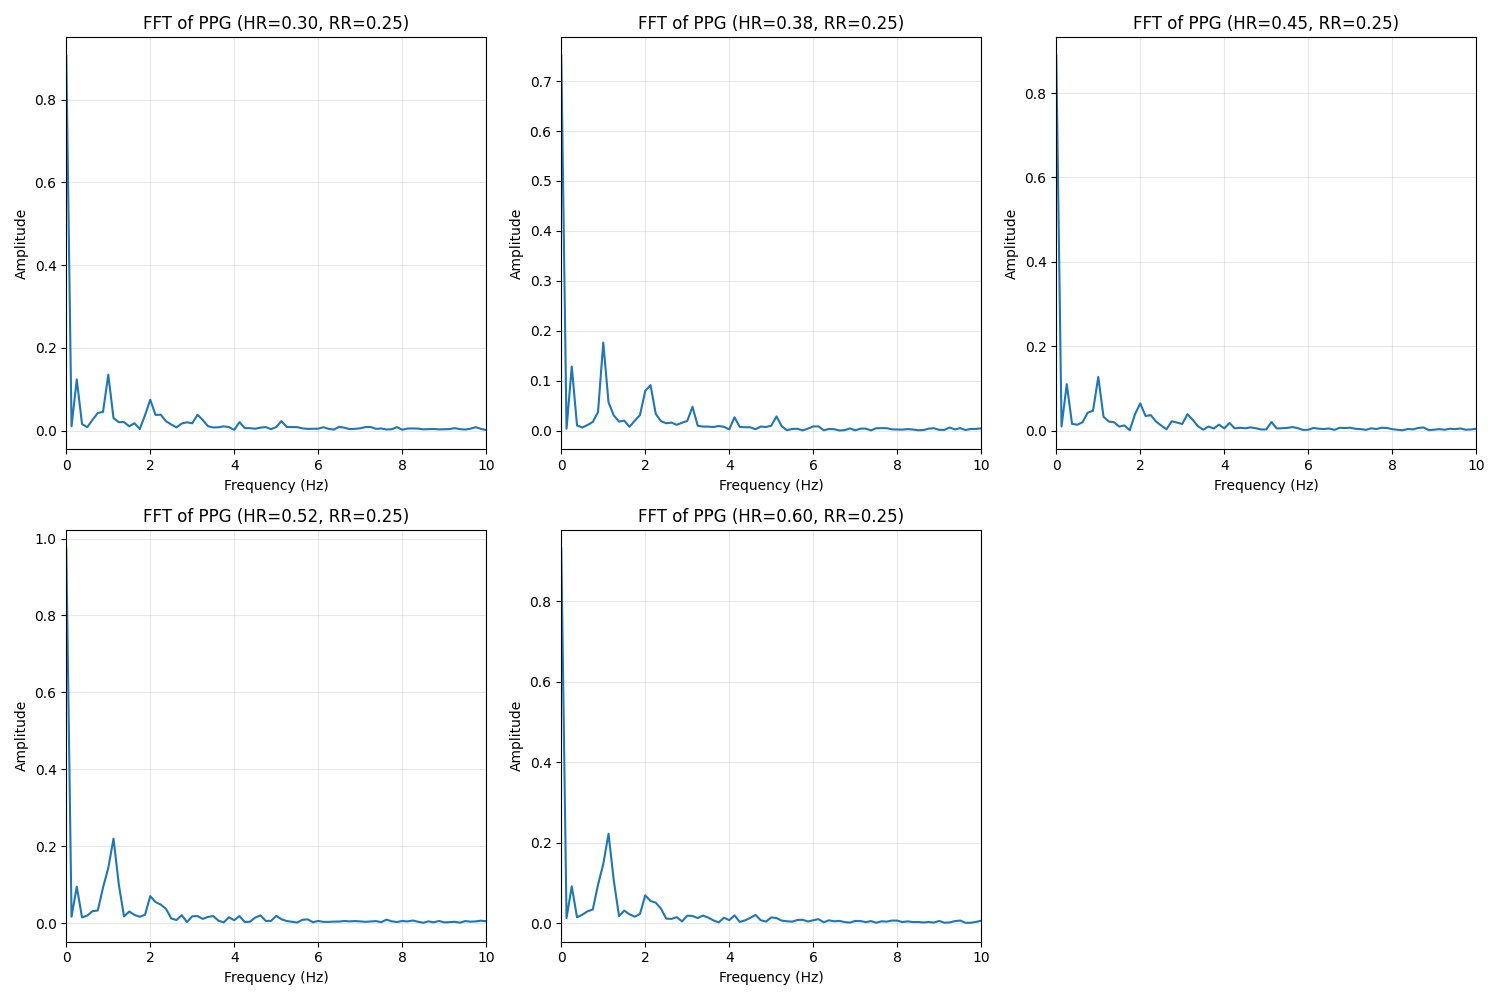 FFT of PPG (HR=0.30, RR=0.25)
Amplitude
0.8
0.6
0.4
0.2
0.0
0 2 4 6 8 10
Frequency (Hz)
FFT of PPG (HR=0.38, RR=0.25)
Amplitude
0.7
0.6
0.5
0.4
0.3
0.2
0.1
0.0
0 2 4 6 8 10
Frequency (Hz)
FFT of PPG (HR=0.45, RR=0.25)
Amplitude
0.8
0.6
0.4
0.2
0.0
0 2 4 6 8 10
Frequency (Hz)
FFT of PPG (HR=0.52, RR=0.25)
Amplitude
1.0
0.8
0.6
0.4
0.2
0.0
0 2 4 6 8 10
Frequency (Hz)
FFT of PPG (HR=0.60, RR=0.25)
Amplitude
0.8
0.6
0.4
0.2
0.0
0 2 4 6 8 10
Frequency (Hz)